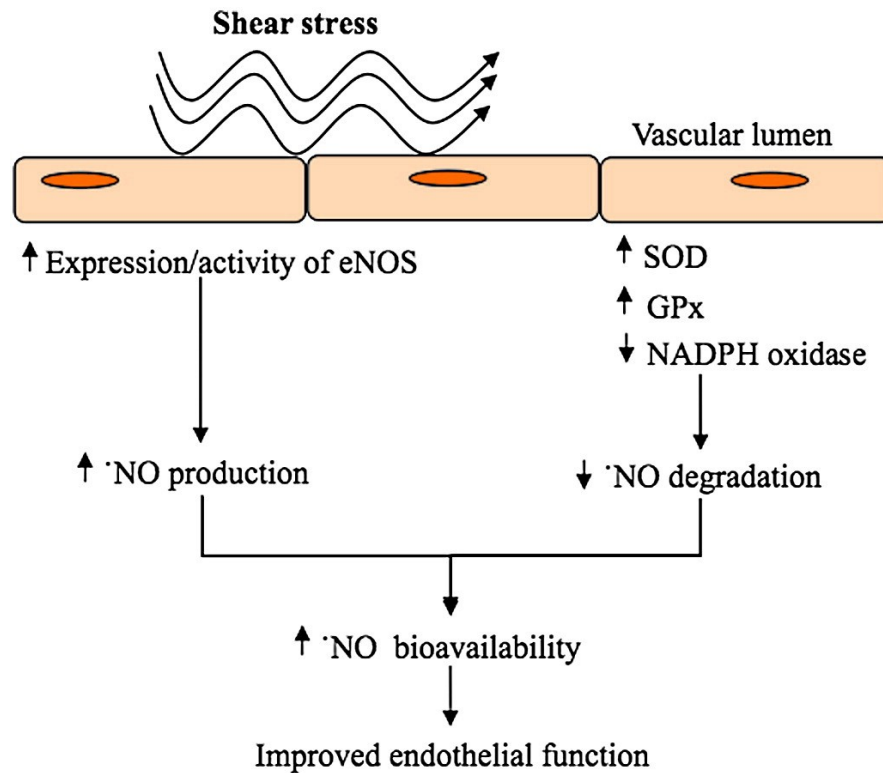 Shear stress
Vascular lumen
↑ Expression/activity of eNOS
↑ SOD
↑ GPx
↓ NADPH oxidase
↑ ˙NO production
↓ ˙NO degradation
↑ ˙NO bioavailability
Improved endothelial function